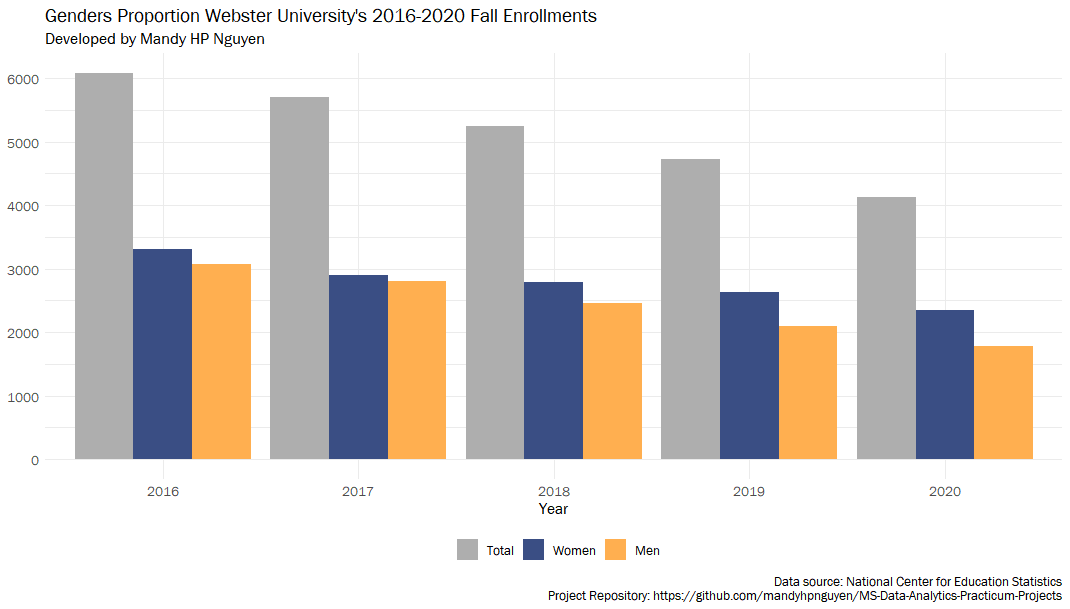 Genders Proportion Webster University's 2016-2020 Fall Enrollments
Developed by Mandy HP Nguyen
6000
5000
4000
3000
2000
1000
0
2016 2017 2018 2019 2020
Year
Total Women Men
Data source: National Center for Education Statistics
Project Repository: https://github.com/mandyhpnguyen/MS-Data-Analytics-Practicum-Projects